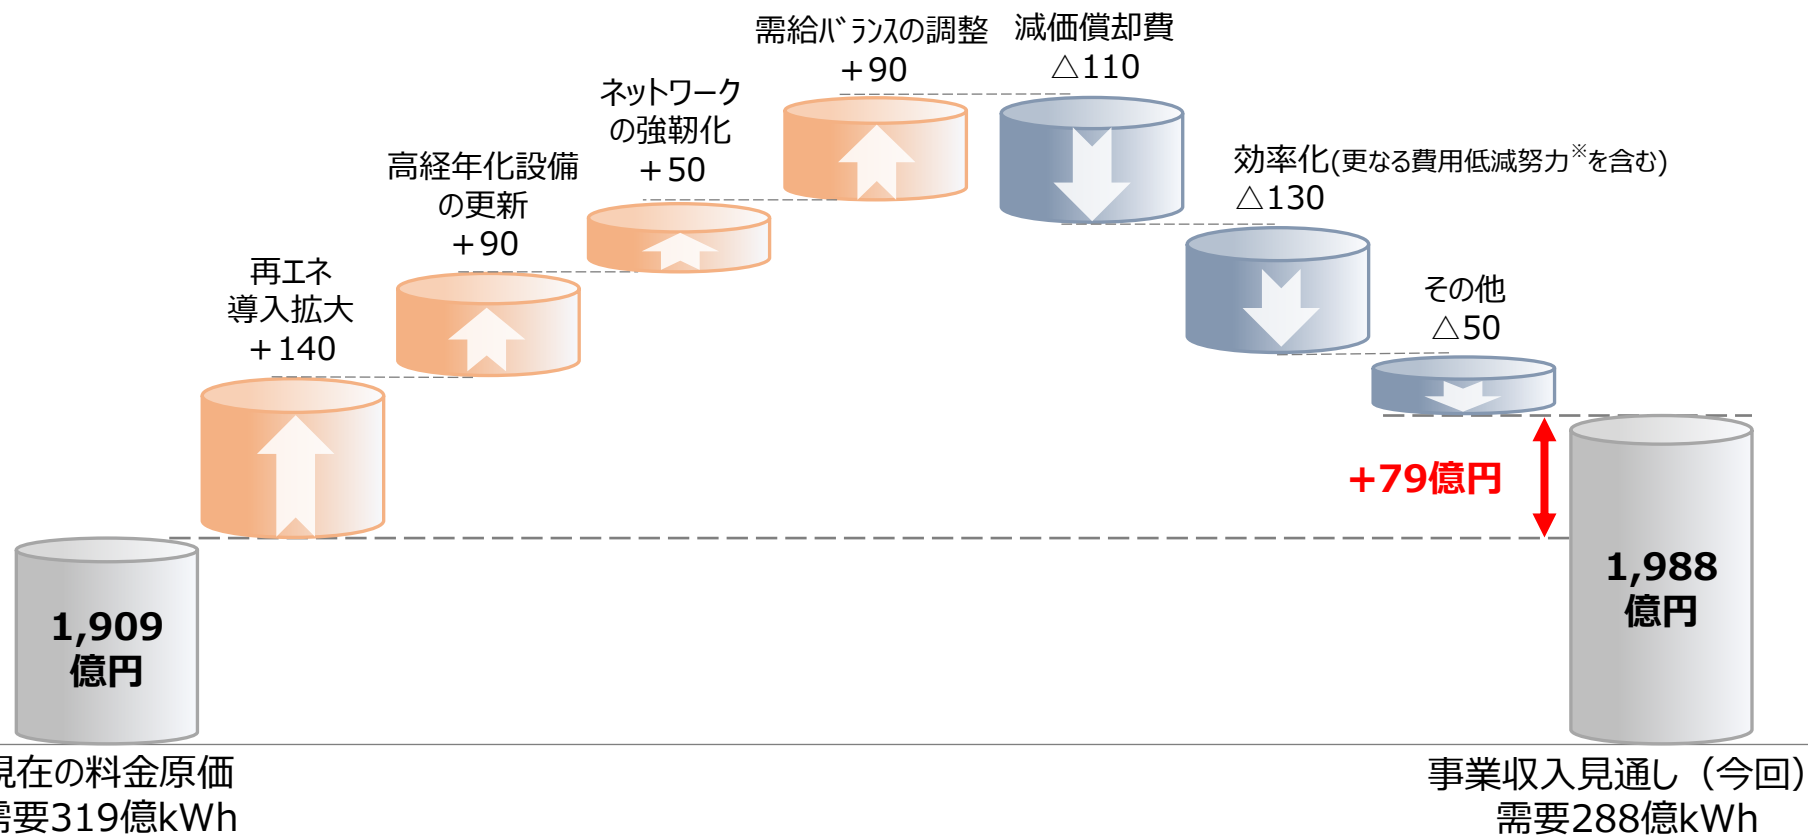 需給バランスの調整
+90
減価償却費
△110
ネットワーク
の強靭化
+50
高経年化設備
の更新
+90
効率化(更なる費用低減努力※を含む)
△130
再エネ
導入拡大
+140
その他
△50
+79億円
1,909
億円
1,988
億円
現在の料金原価
需要319億kWh
事業収入見通し（今回）
需要288億kWh